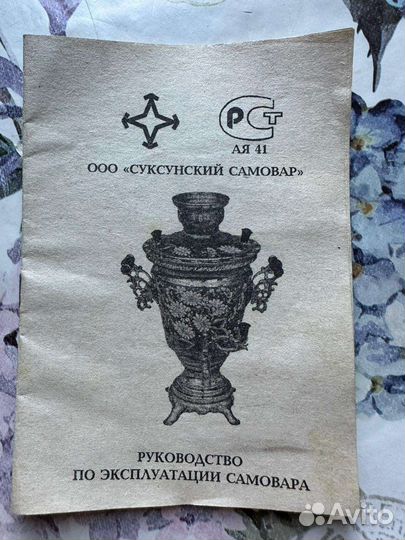 РСТ
АЯ 41
ООО «СУКСУНСКИЙ САМОВАР»
РУКОВОДСТВО
ПО ЭКСПЛУАТАЦИИ САМОВАРА
Avito